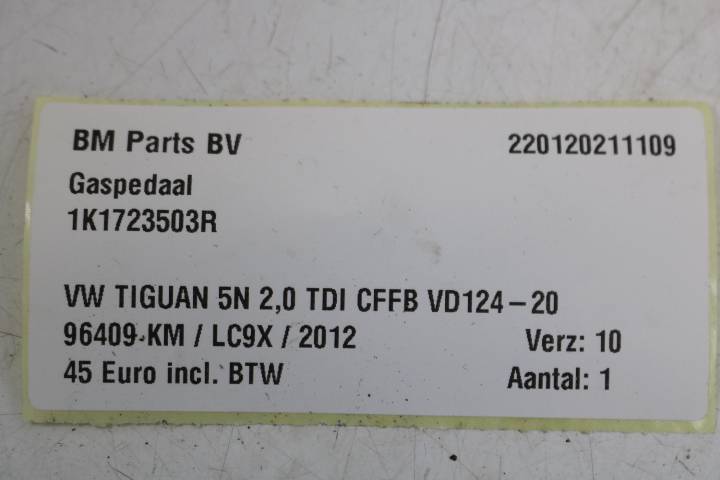 BM Parts BV 220120211109
Gaspedaal
1K1723503R
VW TIGUAN 5N 2,0 TDI CFFB VD124-20
96409 KM / LC9X / 2012 Verz: 10
45 Euro incl. BTW Aantal: 1